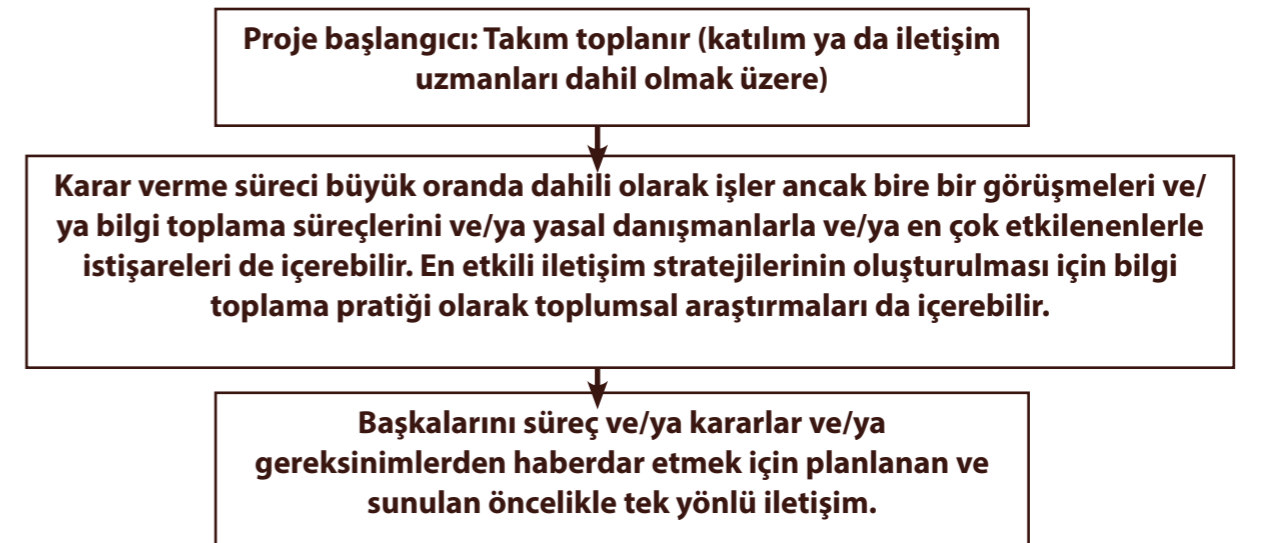 Proje başlangıcı: Takım toplanır (katılım ya da iletişim
uzmanları dahil olmak üzere)
Karar verme süreci büyük oranda dahili olarak işler ancak bire bir görüşmeleri ve/
ya bilgi toplama süreçlerini ve/ya yasal danışmanlarla ve/ya en çok etkilenenlerle
istişareleri de içerebilir. En etkili iletişim stratejilerinin oluşturulması için bilgi
toplama pratiği olarak toplumsal araştırmaları da içerebilir.
Başkalarını süreç ve/ya kararlar ve/ya
gereksinimlerden haberdar etmek için planlanan ve
sunulan öncelikle tek yönlü iletişim.